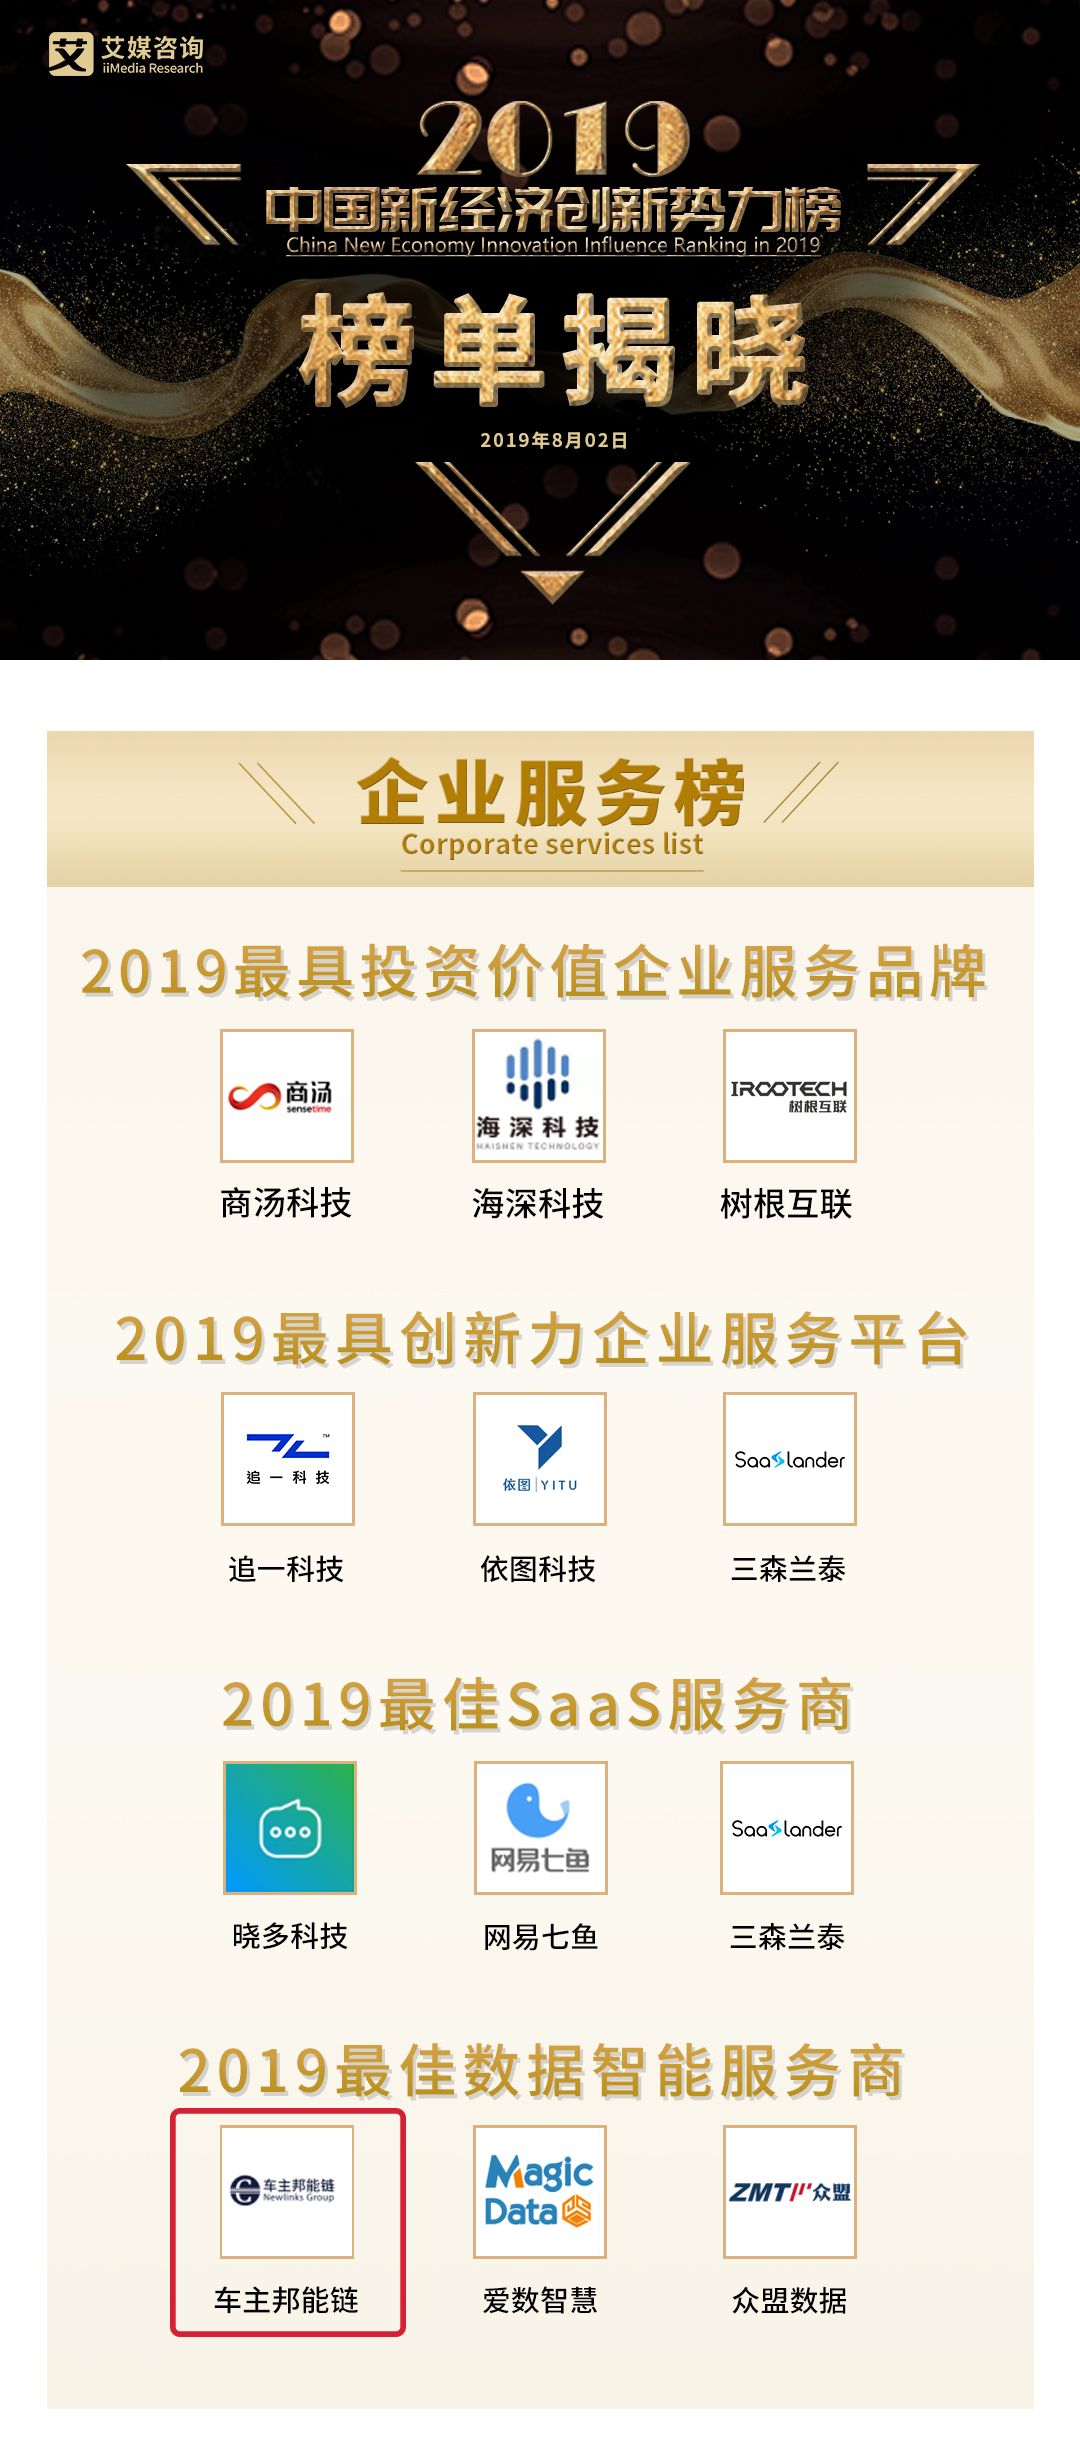 艾 艾媒咨询
iiMedia Research
2019
中国新经济创新势力榜
China New Economy Innovation Influence Ranking in 2019
榜单揭晓
2019年8月02日
企业服务榜
Corporate services list
2019最具投资价值企业服务品牌
商汤
sensetime
海深科技
HAISHEN TECHNOLOGY
IROOTECH
树根互联
商汤科技 海深科技 树根互联
2019最具创新力企业服务平台
TM
追一科技
依图|YITU
SaaSlander
追一科技 依图科技 三森兰泰
2019最佳SaaS服务商
网易七鱼
SaaSlander
晓多科技 网易七鱼 三森兰泰
2019最佳数据智能服务商
车主邦能链
Newlinks Group
Magic
Data
ZMT 众盟
车主邦能链 爱数智慧 众盟数据